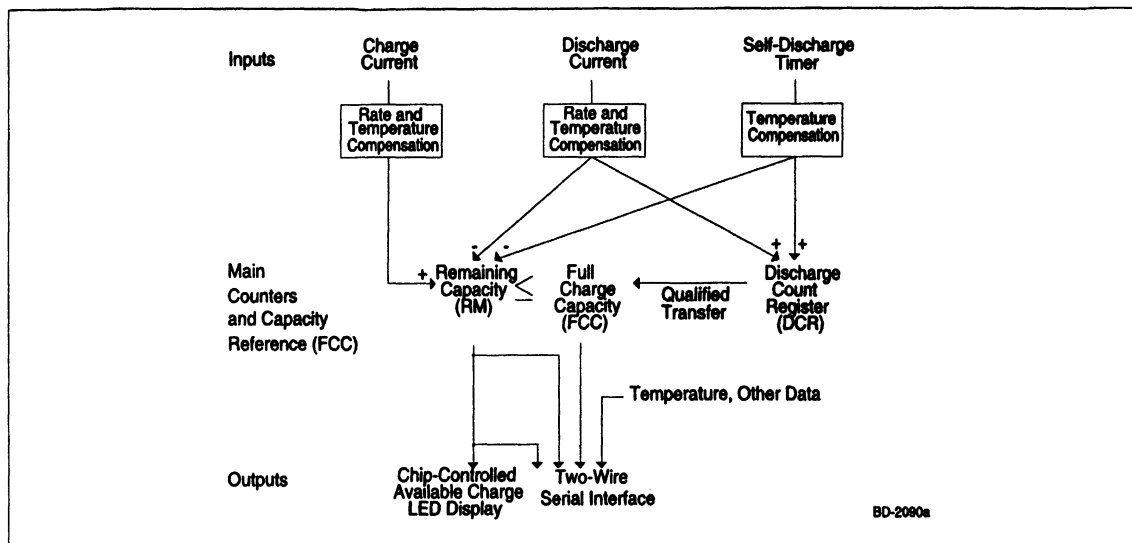 Inputs
Charge
Current
Discharge
Current
Self-Discharge
Timer
Rate and
Temperature
Compensation
Rate and
Temperature
Compensation
Temperature
Compensation
- -
+ +
Main
Counters
and Capacity
Reference (FCC)
+
Remaining
Capacity
(RM)
≤
Full
Charge
Capacity
(FCC)
Qualified
Transfer
Discharge
Count
Register
(DCR)
Temperature, Other Data
Outputs
Chip-Controlled
Available Charge
LED Display
Two-Wire
Serial Interface
BD-2090a